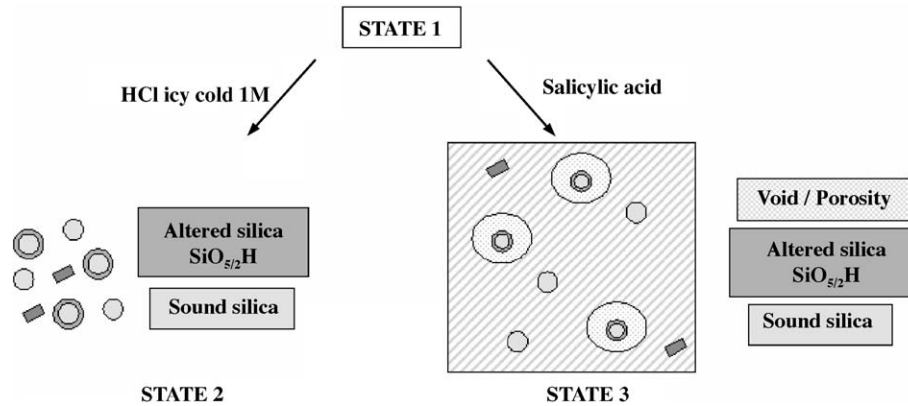 STATE 1
HCl icy cold 1M
Salicylic acid
Altered silica
SiO5/2H
Sound silica
STATE 2
Void / Porosity
Altered silica
SiO5/2H
Sound silica
STATE 3